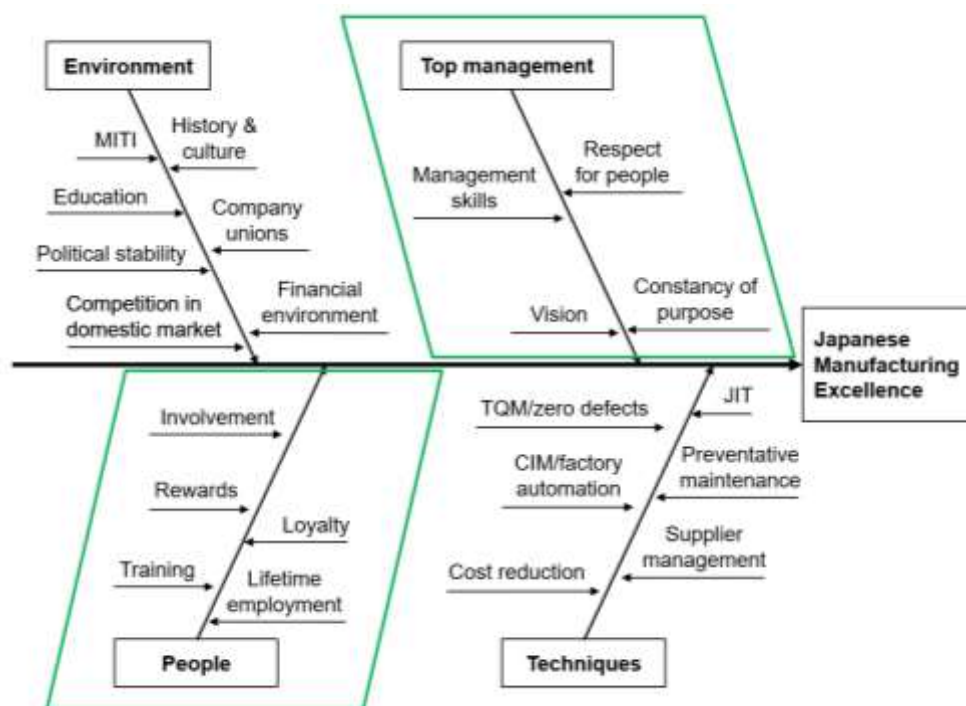 Environment
MITI
History &
culture
Education
Company
unions
Political stability
Financial
environment
Competition in
domestic market
Top management
Respect
for people
Management
skills
Constancy of
purpose
Vision
Japanese
Manufacturing
Excellence
Involvement
Rewards
Loyalty
Training
Lifetime
employment
People
TQM/zero defects
JIT
CIM/factory
automation
Preventative
maintenance
Supplier
management
Cost reduction
Techniques